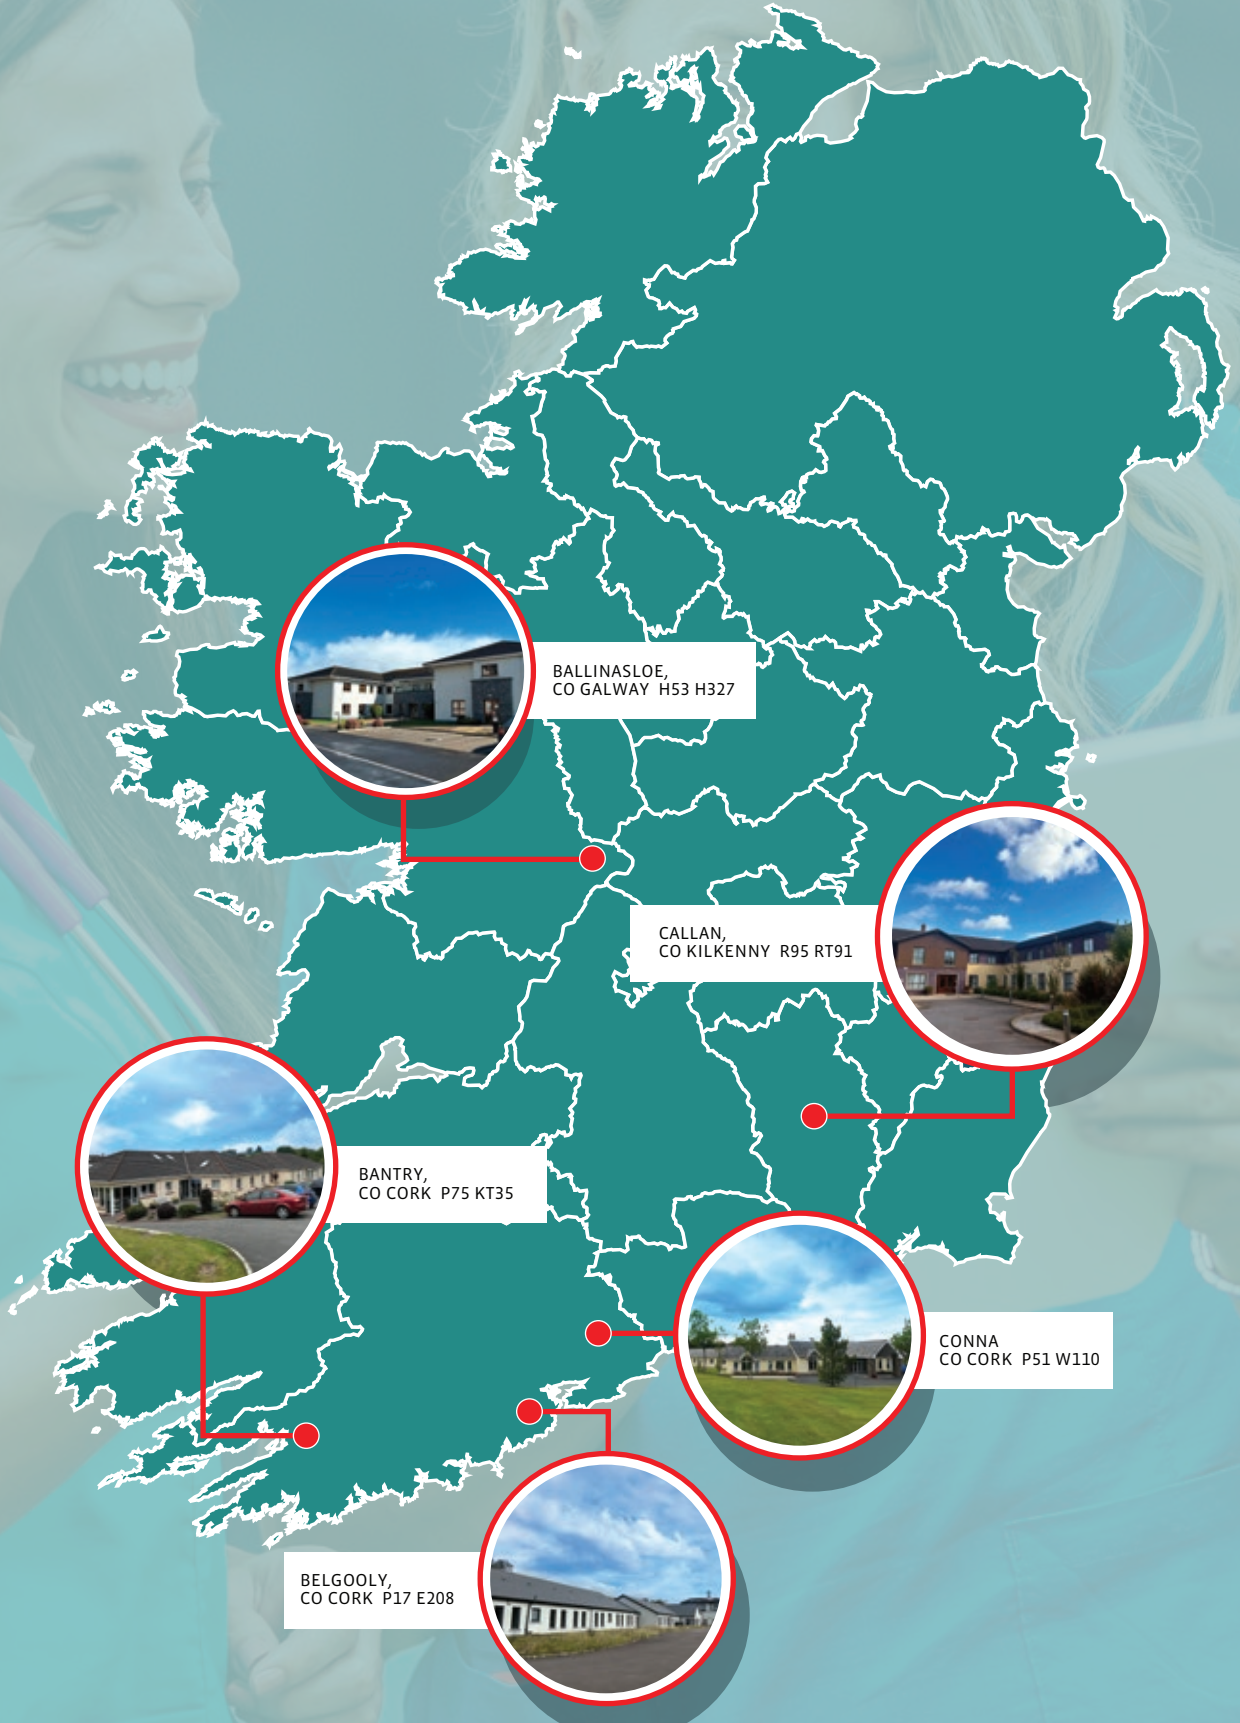 BALLINASLOE,
CO GALWAY H53 H327
CALLAN,
CO KILKENNY R95 RT91
BANTRY,
CO CORK P75 KT35
CONNA
CO CORK P51 W110
BELGOOLY,
CO CORK P17 E208